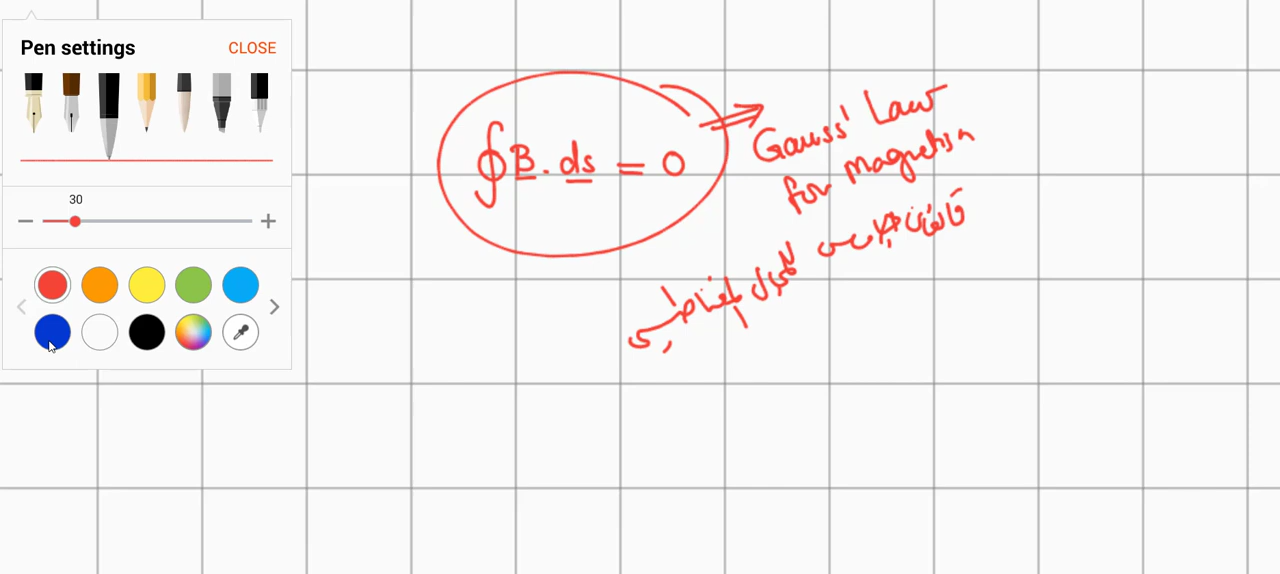 Pen settings
CLOSE
30
∮B . ds = 0
Gauss' Law
for magnetism
قانون جاوس للمجال المغناطيسي